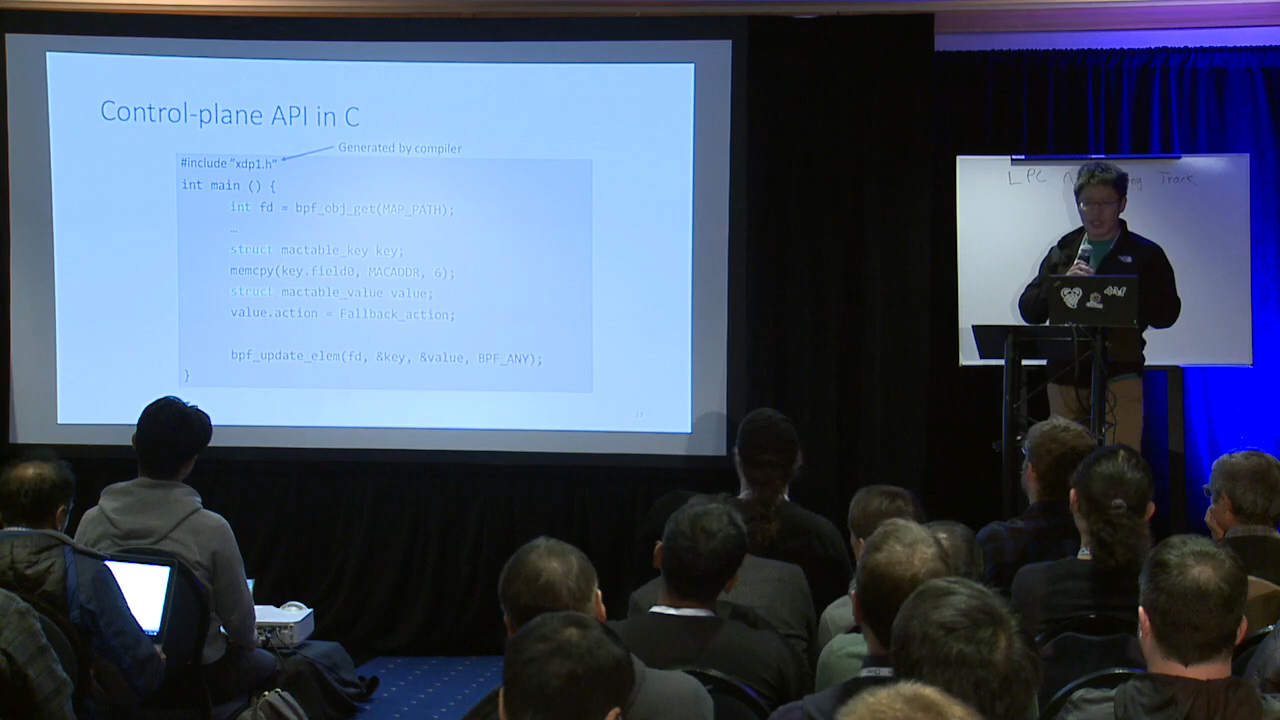 Control-plane API in C
Generated by compiler
#include "xdp1.h"
int main () {
int fd = bpf_obj_get(MAP_PATH);
…
struct mactable_key key;
memcpy(key.field0, MACADDR, 6);
struct mactable_value value;
value.action = Fallback_action;
bpf_update_elem(fd, &key, &value, BPF_ANY);
}
LPC Track